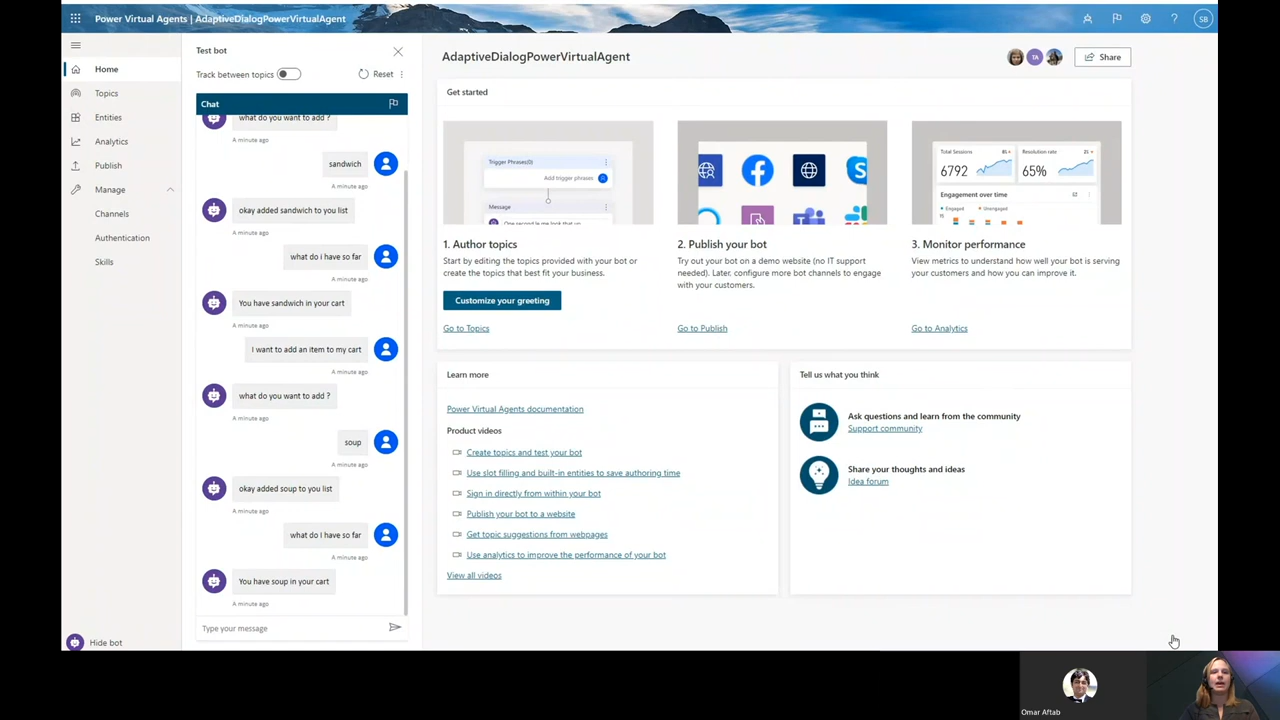 Power Virtual Agents | AdaptiveDialogPowerVirtualAgent
?
SB
Home
Topics
Entities
Analytics
Publish
Manage
Channels
Authentication
Skills
Hide bot
Test bot
Track between topics
Reset
Chat
what do you want to add ?
A minute ago
sandwich
A minute ago
okay added sandwich to you list
A minute ago
what do i have so far
A minute ago
You have sandwich in your cart
A minute ago
I want to add an item to my cart
A minute ago
what do you want to add ?
A minute ago
soup
A minute ago
okay added soup to you list
A minute ago
what do I have so far
A minute ago
You have soup in your cart
A minute ago
Type your message
AdaptiveDialogPowerVirtualAgent
TA
Share
Get started
Trigger Phrases(0)
Add trigger phrases
Message
One second le me look that up
1. Author topics
Start by editing the topics provided with your bot or
create the topics that best fit your business.
Customize your greeting
Go to Topics
2. Publish your bot
Try out your bot on a demo website (no IT support
needed). Later, configure more bot channels to engage
with your customers.
Go to Publish
Total Sessions
6792
Resolution rate
65%
Engagement over time
Engaged
Unengaged
3. Monitor performance
View metrics to understand how well your bot is serving
your customers and how you can improve it.
Go to Analytics
Learn more
Power Virtual Agents documentation
Product videos
Create topics and test your bot
Use slot filling and built-in entities to save authoring time
Sign in directly from within your bot
Publish your bot to a website
Get topic suggestions from webpages
Use analytics to improve the performance of your bot
View all videos
Tell us what you think
Ask questions and learn from the community
Support community
Share your thoughts and ideas
Idea forum
Omar Aftab